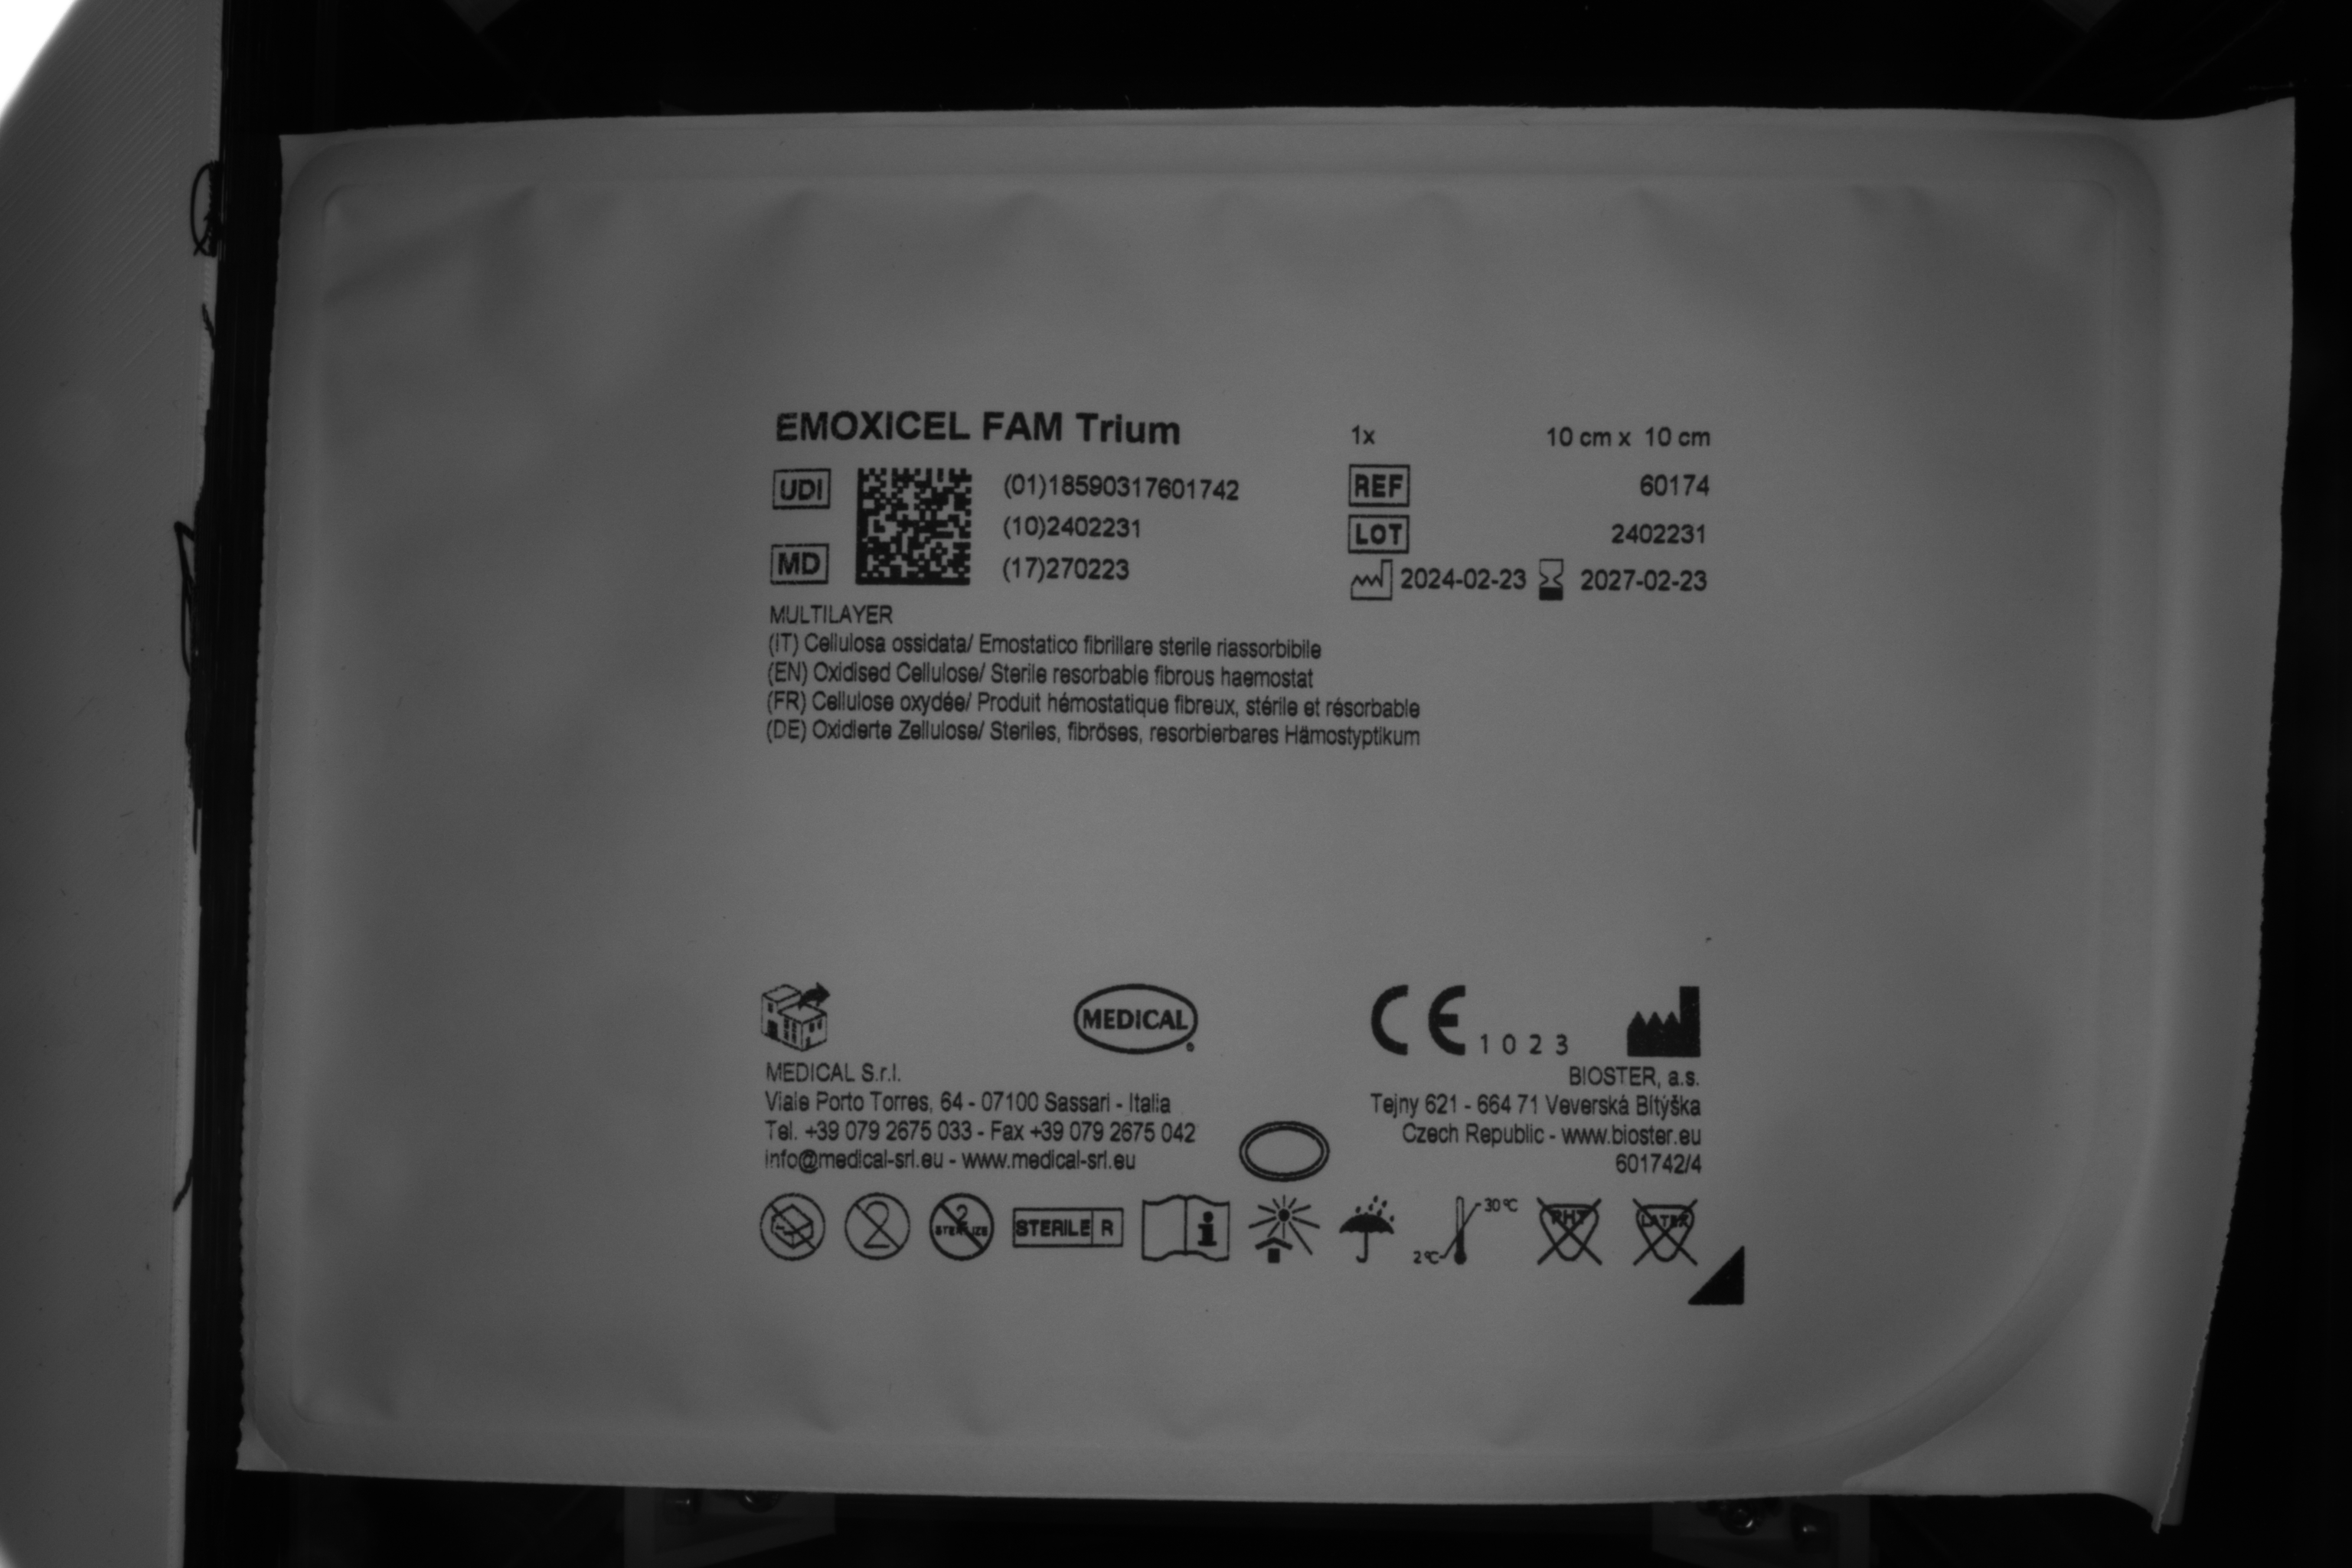 EMOXICEL FAM Trium
1x 10 cm x 10 cm
UDI (01)18590317601742
REF 60174
(10)2402231
LOT 2402231
MD (17)270223
2024-02-23 2027-02-23
MULTILAYER
(IT) Cellulosa ossidata/ Emostatico fibrillare sterile riassorbibile
(EN) Oxidised Cellulose/ Sterile resorbable fibrous haemostat
(FR) Cellulose oxydée/ Produit hémostatique fibreux, stérile et résorbable
(DE) Oxidierte Zellulose/ Steriles, fibröses, resorbierbares Hämostyptikum
MEDICAL
CE 1023
MEDICAL S.r.l.
Viale Porto Torres, 64 - 07100 Sassari - Italia
Tel. +39 079 2675 033 - Fax +39 079 2675 042
info@medical-srl.eu - www.medical-srl.eu
BIOSTER, a.s.
Tejny 621 - 664 71 Veverská Bítýška
Czech Republic - www.bioster.eu
601742/4
2
2 STERILIZE
STERILE R
i
2°C 30°C
PHT
LATEX